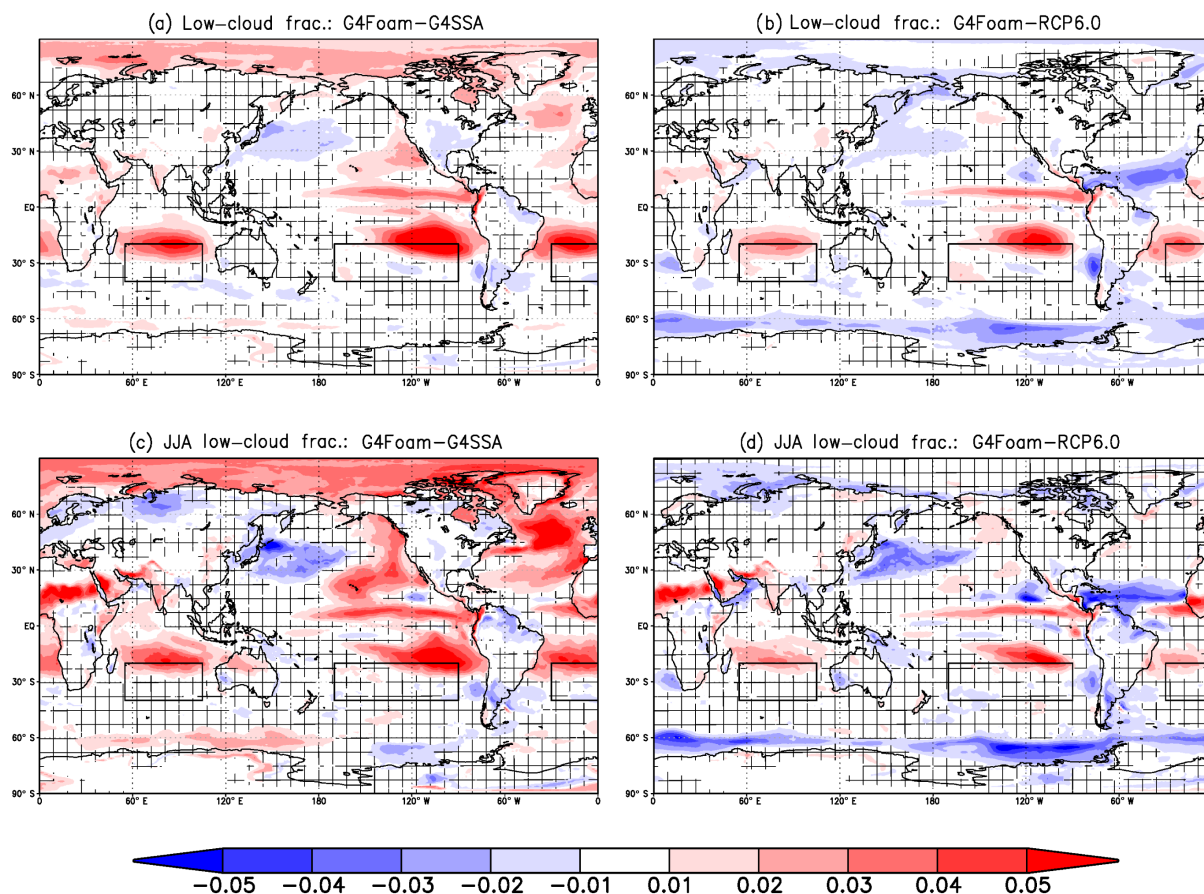 (a) Low-cloud frac.: G4Foam-G4SSA
(b) Low-cloud frac.: G4Foam-RCP6.0
60° N
30° N
EQ
30° S
60° S
90° S
0
60° E
120° E
180
120° W
60° W
0
60° N
30° N
EQ
30° S
60° S
90° S
0
60° E
120° E
180
120° W
60° W
(c) JJA low-cloud frac.: G4Foam-G4SSA
(d) JJA low-cloud frac.: G4Foam-RCP6.0
60° N
30° N
EQ
30° S
60° S
90° S
0
60° E
120° E
180
120° W
60° W
0
60° N
30° N
EQ
30° S
60° S
90° S
0
60° E
120° E
180
120° W
60° W
-0.05 -0.04 -0.03 -0.02 -0.01 0.01 0.02 0.03 0.04 0.05